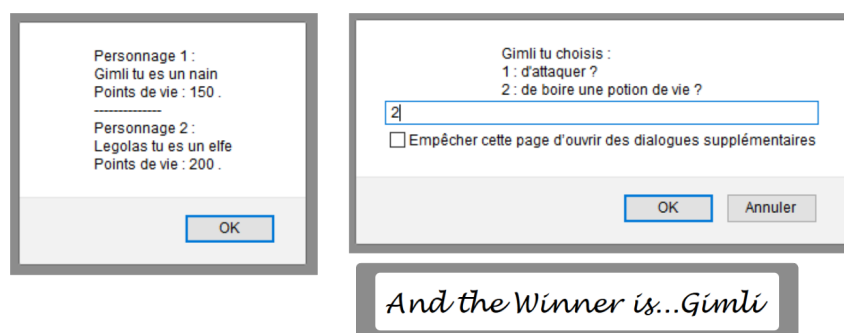 Personnage 1 :
Gimli tu es un nain
Points de vie : 150 .
--------------
Personnage 2 :
Legolas tu es un elfe
Points de vie : 200 .
OK
Gimli tu choisis :
1 : d'attaquer ?
2 : de boire une potion de vie ?
2
Empêcher cette page d'ouvrir des dialogues supplémentaires
OK Annuler
And the Winner is...Gimli